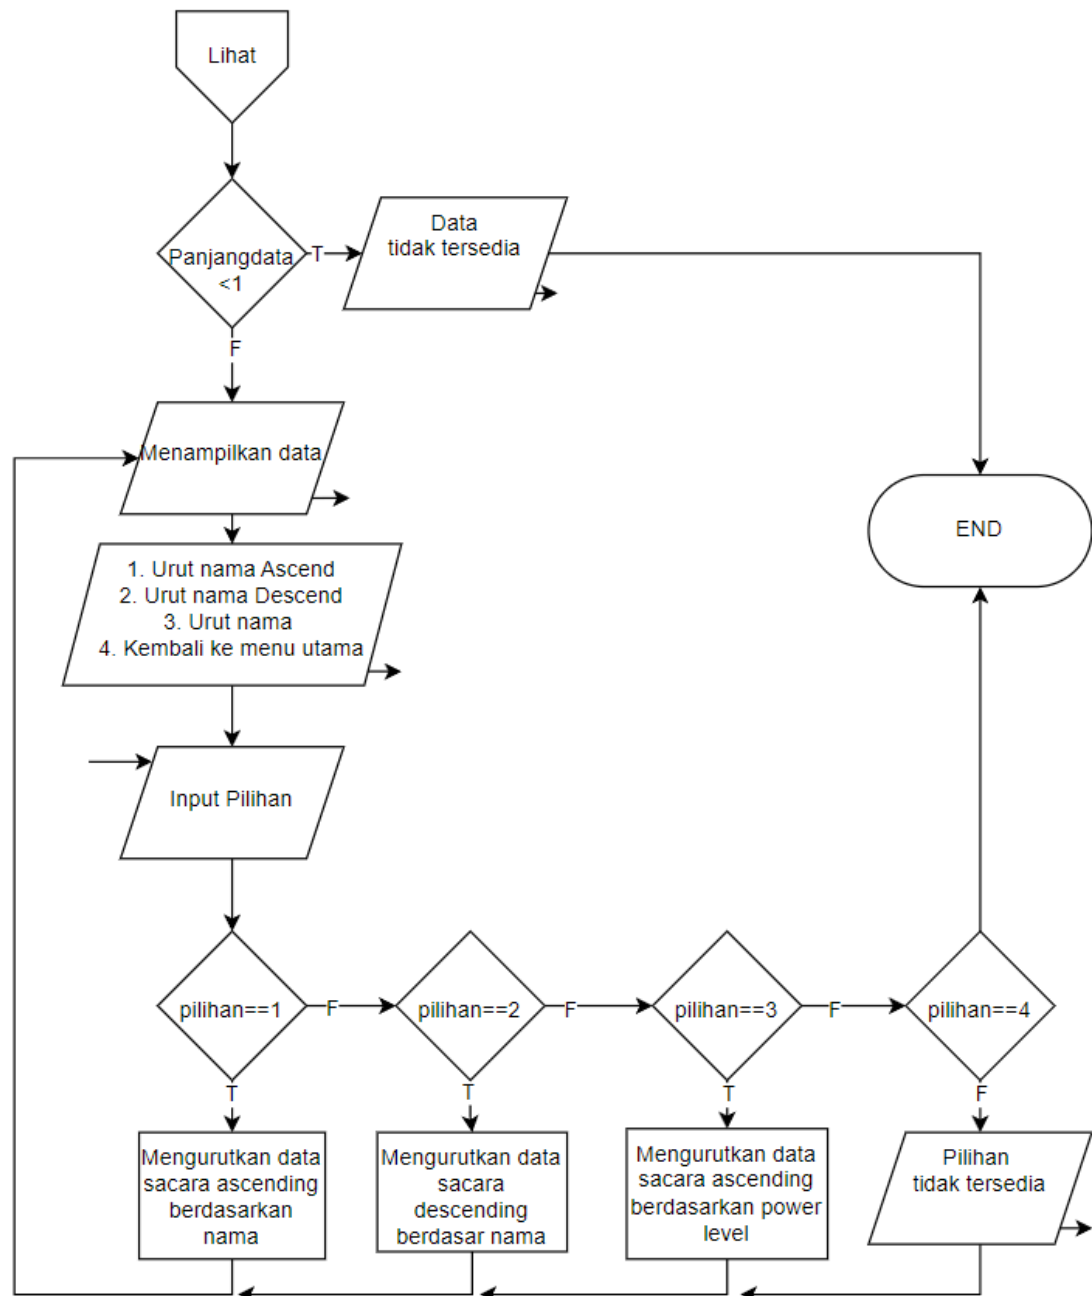 Lihat
Panjangdata
<1
T
Data
tidak tersedia
F
Menampilkan data
1. Urut nama Ascend
2. Urut nama Descend
3. Urut nama
4. Kembali ke menu utama
END
Input Pilihan
pilihan==1
F
pilihan==2
F
pilihan==3
F
pilihan==4
T
T
T
F
Mengurutkan data
sacara ascending
berdasarkan
nama
Mengurutkan data
sacara
descending
berdasar nama
Mengurutkan data
sacara ascending
berdasarkan power
level
Pilihan
tidak tersedia